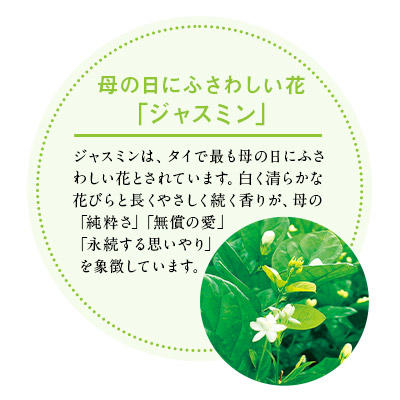 母の日にふさわしい花
「ジャスミン」
ジャスミンは、タイで最も母の日にふさ
わしい花とされています。白く清らかな
花びらと長くやさしく続く香りが、母の
「純粋さ」「無償の愛」
「永続する思いやり」
を象徴しています。